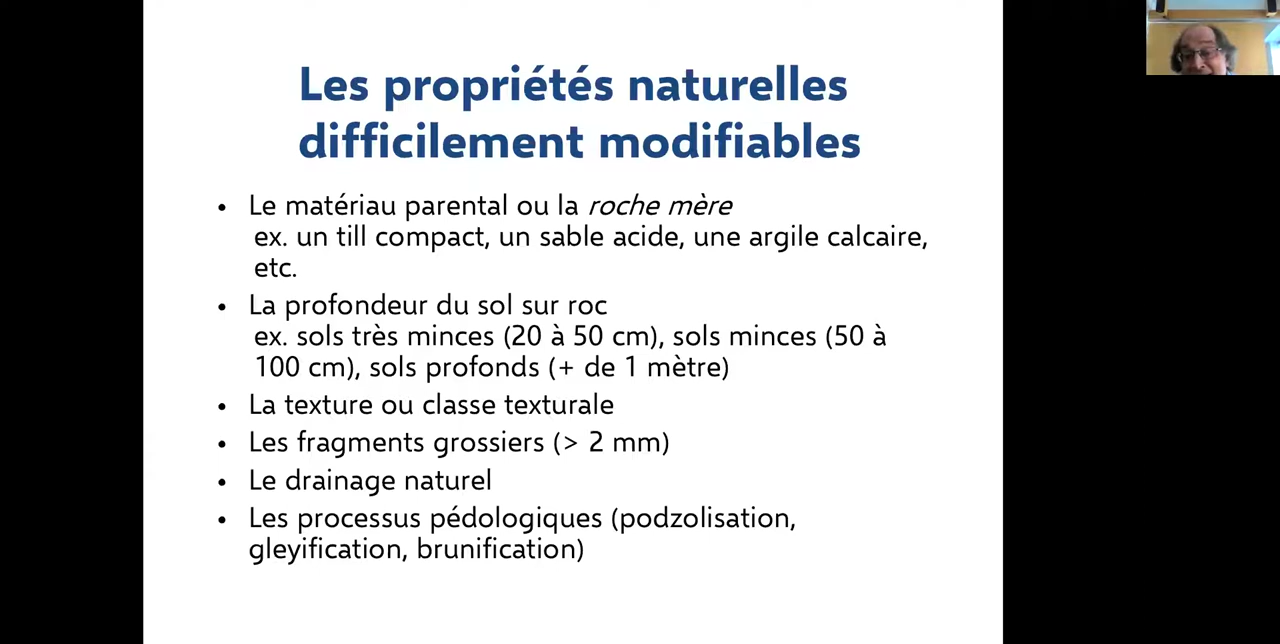 Les propriétés naturelles
difficilement modifiables
• Le matériau parental ou la roche mère
ex. un till compact, un sable acide, une argile calcaire,
etc.
• La profondeur du sol sur roc
ex. sols très minces (20 à 50 cm), sols minces (50 à
100 cm), sols profonds (+ de 1 mètre)
• La texture ou classe texturale
• Les fragments grossiers (> 2 mm)
• Le drainage naturel
• Les processus pédologiques (podzolisation,
gleyification, brunification)